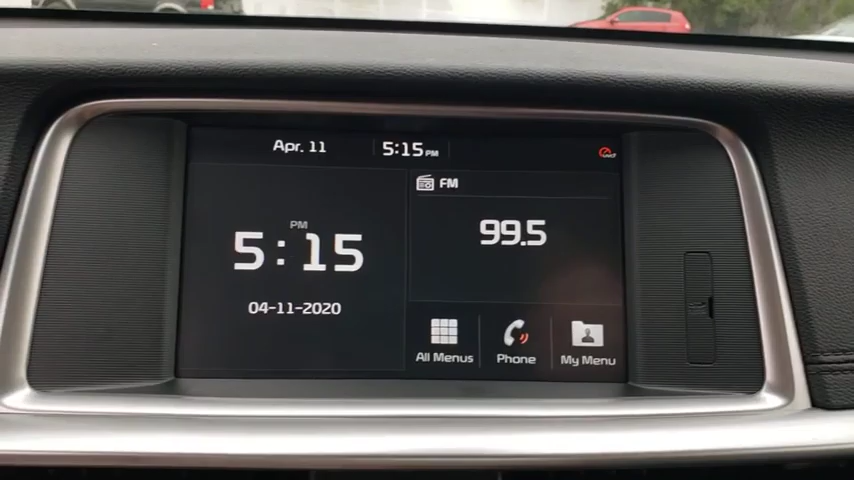 Apr. 11
5:15 PM
UVO
FM
99.5
PM
5:15
04-11-2020
All Menus
Phone
My Menu